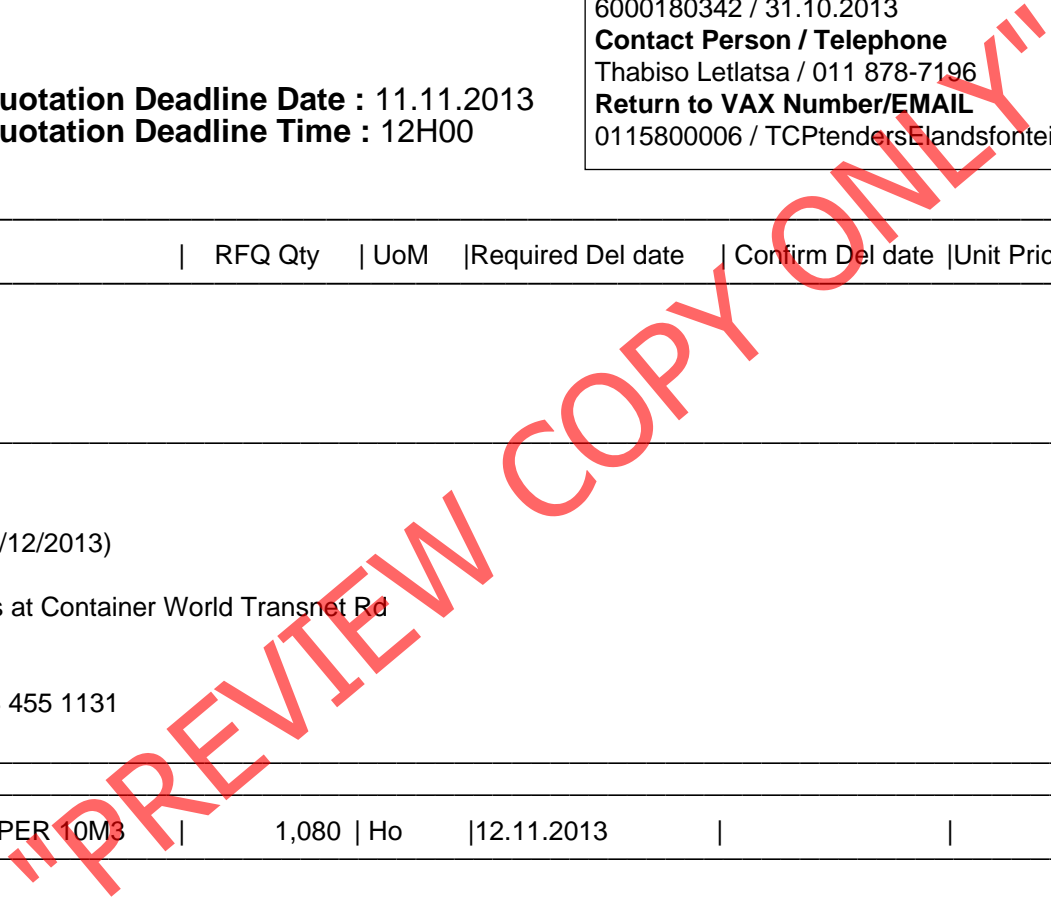 6000180342 / 31.10.2013
Contact Person / Telephone
Thabiso Letlatsa / 011 878-7196
uotation Deadline Date : 11.11.2013
Return to VAX Number/EMAIL
uotation Deadline Time : 12H00
0115800006 / TCPtendersElandsfontei
| RFQ Qty | UoM |Required Del date | Confirm Del date |Unit Pric
/12/2013)
s at Container World Transnet Rd
455 1131
PER 10M3 | 1,080 | Ho |12.11.2013 | |
"PREVIEW COPY ONLY"